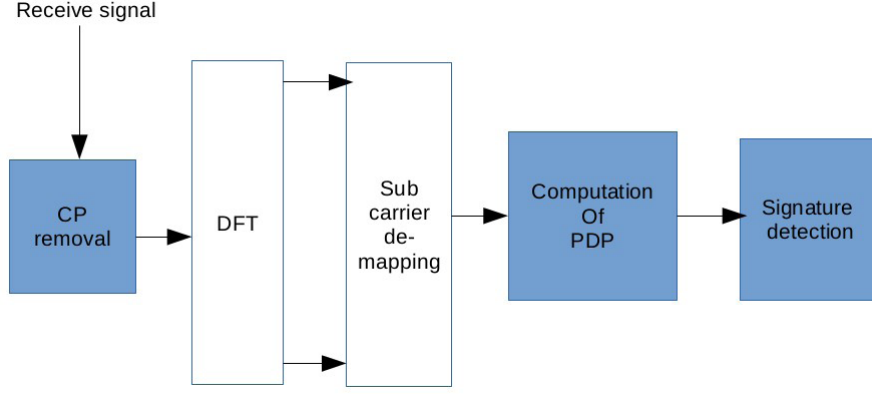 Receive signal
CP
removal
DFT
Sub
carrier
de-
mapping
Computation
Of
PDP
Signature
detection